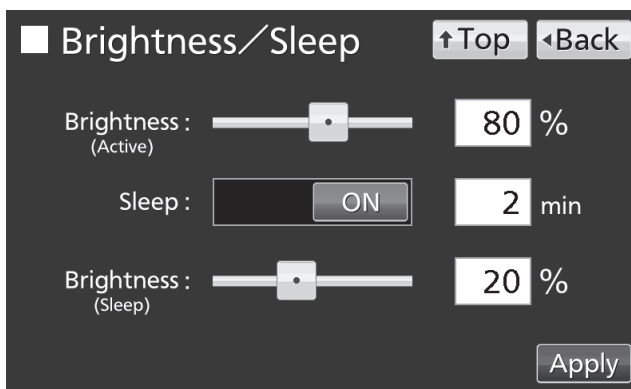 Brightness／Sleep
↑Top
◂Back
Brightness : 80 %
(Active)
Sleep : ON 2 min
Brightness : 20 %
(Sleep)
Apply